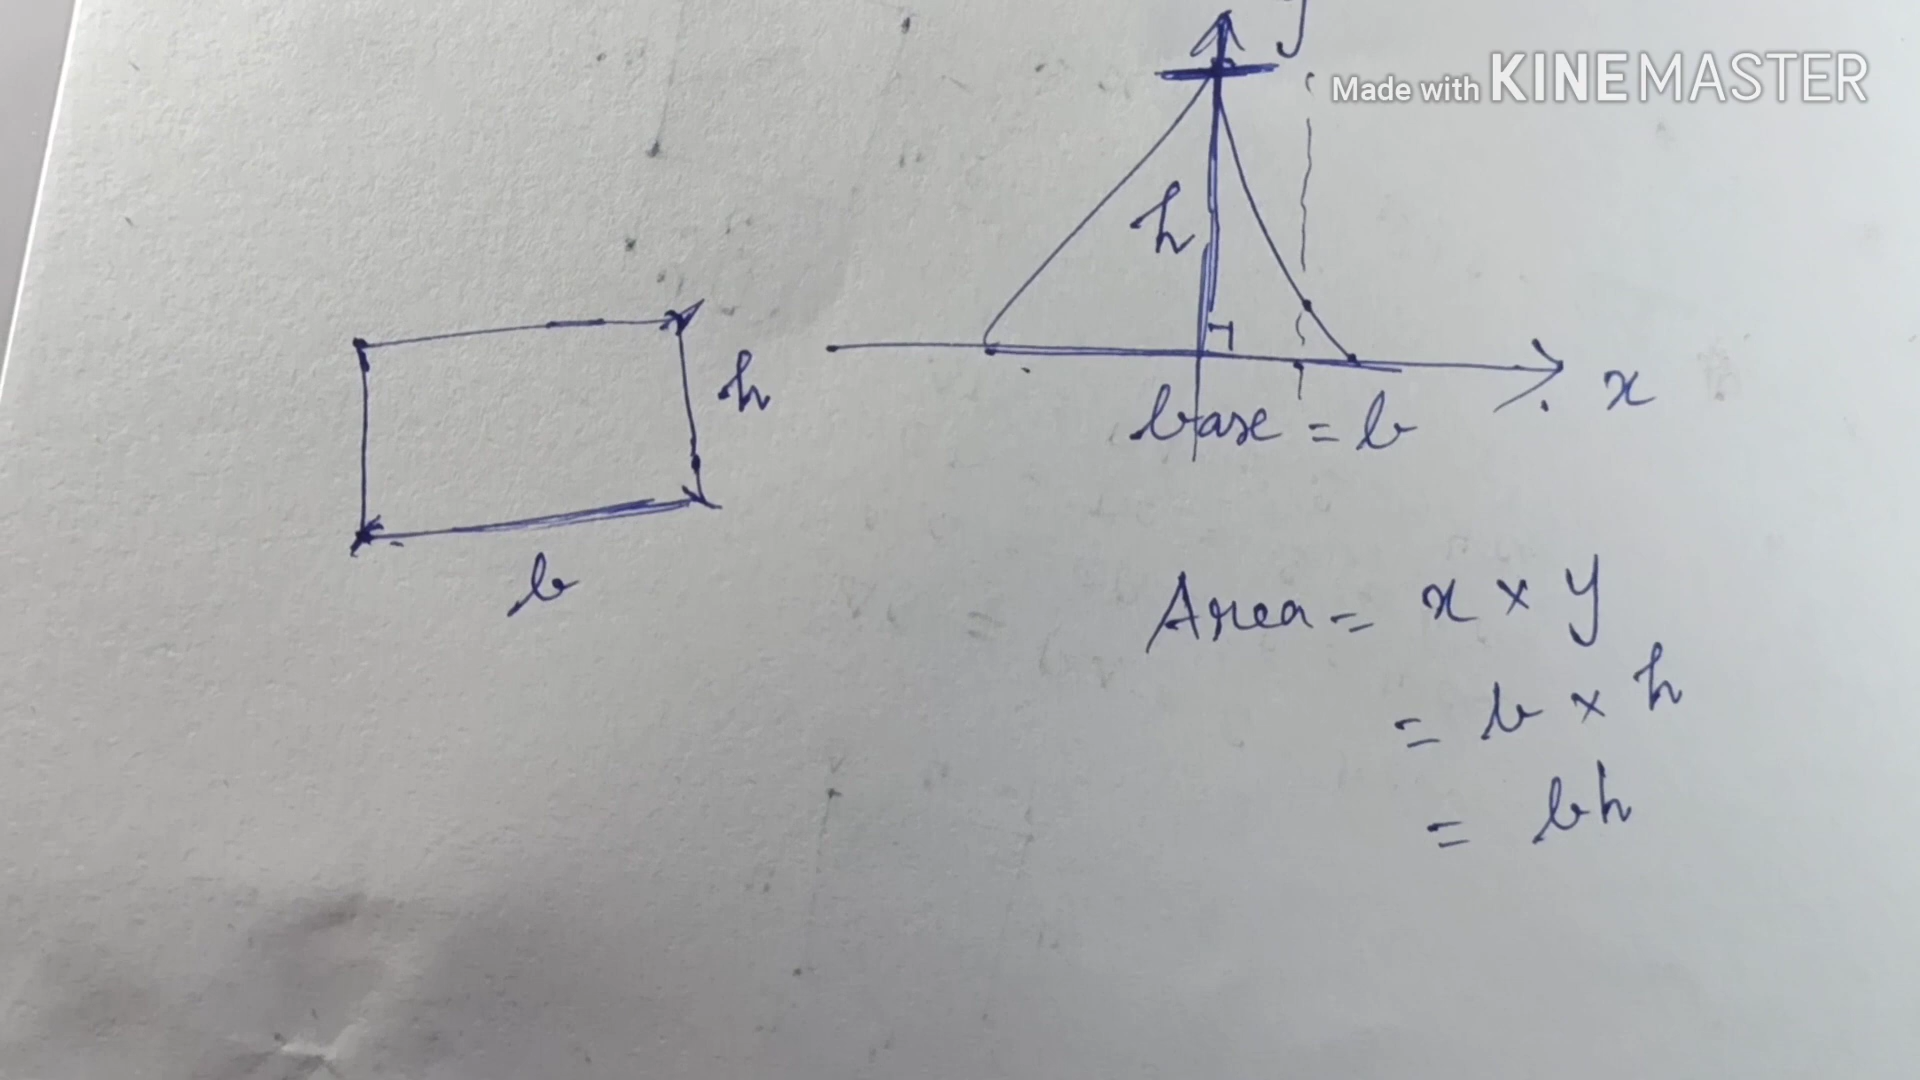 y
Made with KINEMASTER
h
h
x
base = b
b
Area = x × y
= b × h
= bh